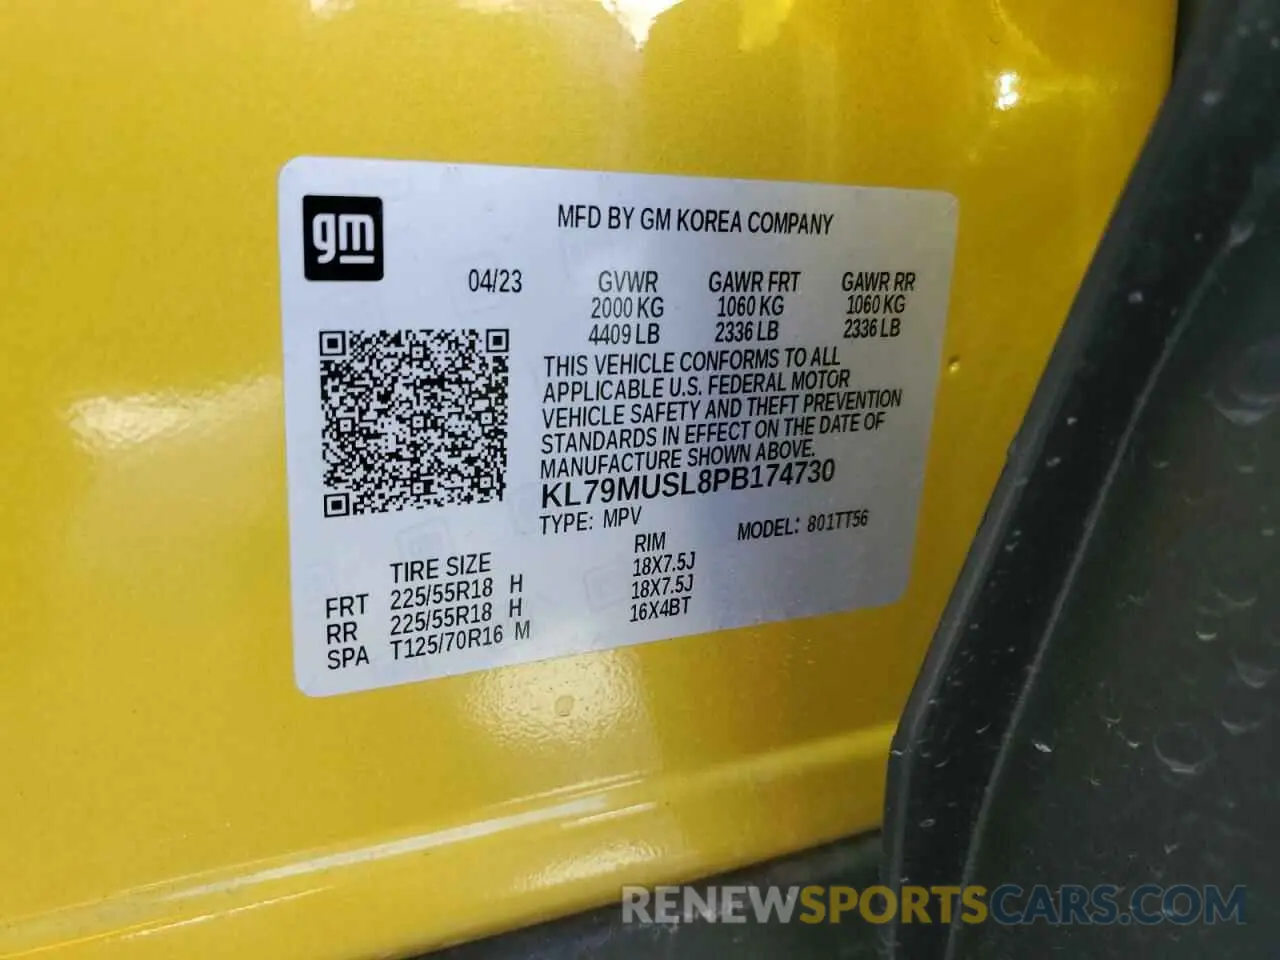 gm
MFD BY GM KOREA COMPANY
04/23 GVWR GAWR FRT GAWR RR
2000 KG 1060 KG 1060 KG
4409 LB 2336 LB 2336 LB
THIS VEHICLE CONFORMS TO ALL
APPLICABLE U.S. FEDERAL MOTOR
VEHICLE SAFETY AND THEFT PREVENTION
STANDARDS IN EFFECT ON THE DATE OF
MANUFACTURE SHOWN ABOVE.
KL79MUSL8PB174730
TYPE: MPV MODEL: 801TT56
TIRE SIZE RIM
FRT 225/55R18 H 18X7.5J
RR 225/55R18 H 18X7.5J
SPA T125/70R16 M 16X4BT
RENEWSPORTSCARS.COM